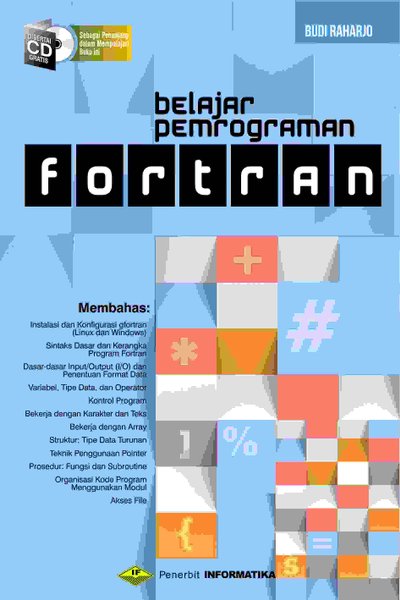 DISERTAI
CD
GRATIS
Sebagai Penunjang
dalam Mempelajari
Buku ini
BUDI RAHARJO
belajar
pemrograman
fortran
Membahas:
Instalasi dan Konfigurasi gfortran
(Linux dan Windows)
Sintaks Dasar dan Kerangka
Program Fortran
Dasar-dasar Input/Output (I/O) dan
Penentuan Format Data
Variabel, Tipe Data, dan Operator
Kontrol Program
Bekerja dengan Karakter dan Teks
Bekerja dengan Array
Struktur: Tipe Data Turunan
Teknik Penggunaan Pointer
Prosedur: Fungsi dan Subroutine
Organisasi Kode Program
Menggunakan Modul
Akses File
+
#
*
] %
{
=
$
IF
Penerbit INFORMATIKA